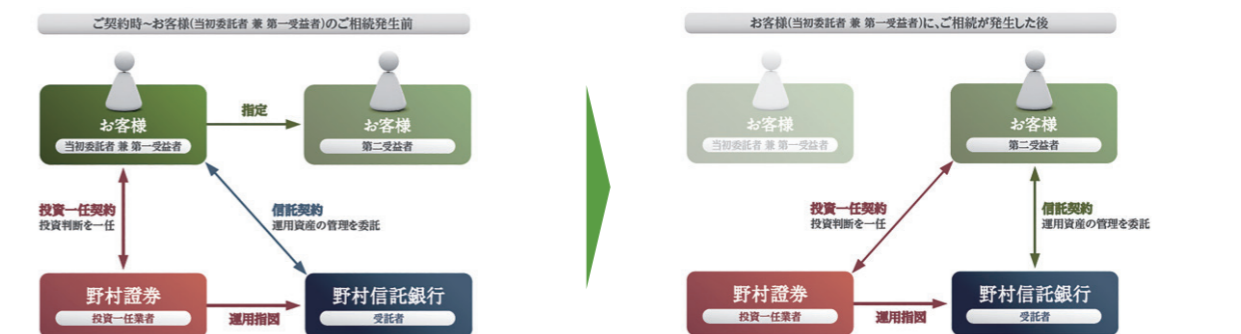 ご契約時~お客様(当初委託者 兼 第一受益者)のご相続発生前
お客様
当初委託者 兼 第一受益者
指定
お客様
第二受益者
投資一任契約
投資判断を一任
信託契約
運用資産の管理を委託
野村證券
投資一任業者
運用指図
野村信託銀行
受託者
お客様(当初委託者 兼 第一受益者)に、ご相続が発生した後
お客様
当初委託者 兼 第一受益者
お客様
第二受益者
投資一任契約
投資判断を一任
信託契約
運用資産の管理を委託
野村證券
投資一任業者
運用指図
野村信託銀行
受託者